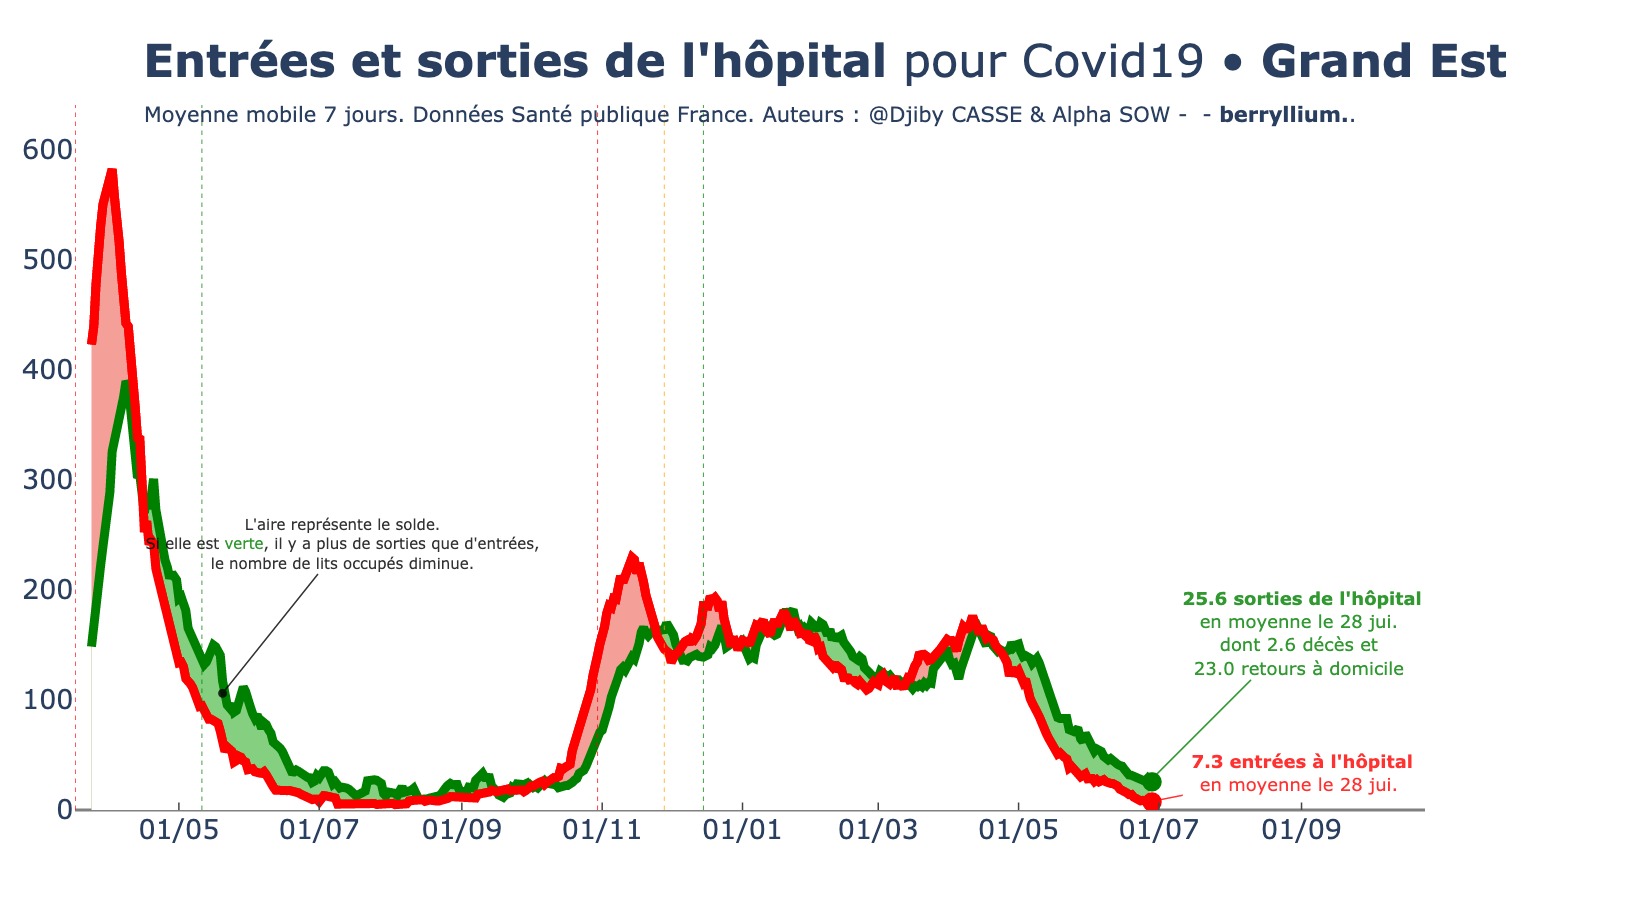 Entrées et sorties de l'hôpital pour Covid19 • Grand Est
Moyenne mobile 7 jours. Données Santé publique France. Auteurs : @Djiby CASSE & Alpha SOW -  - berryllium..
600
500
400
300
200
100
0
L'aire représente le solde.
Si elle est verte, il y a plus de sorties que d'entrées,
le nombre de lits occupés diminue.
25.6 sorties de l'hôpital
en moyenne le 28 jui.
dont 2.6 décès et
23.0 retours à domicile
7.3 entrées à l'hôpital
en moyenne le 28 jui.
01/05 01/07 01/09 01/11 01/01 01/03 01/05 01/07 01/09